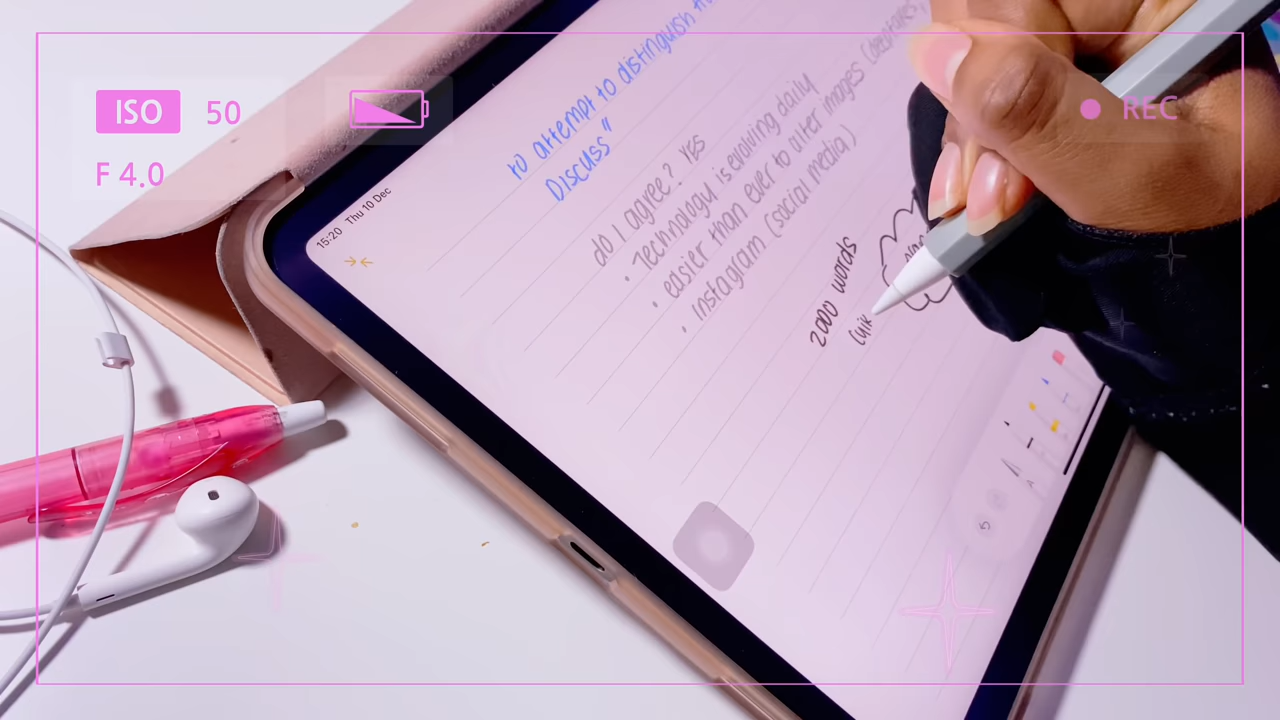 ISO 50
F 4.0
REC
15:20 Thu 10 Dec
to attempt to distinguish
Discuss"
do I agree? Yes
• Technology is evolving daily
• easier than ever to alter images
• Instagram (social media)
2000 words